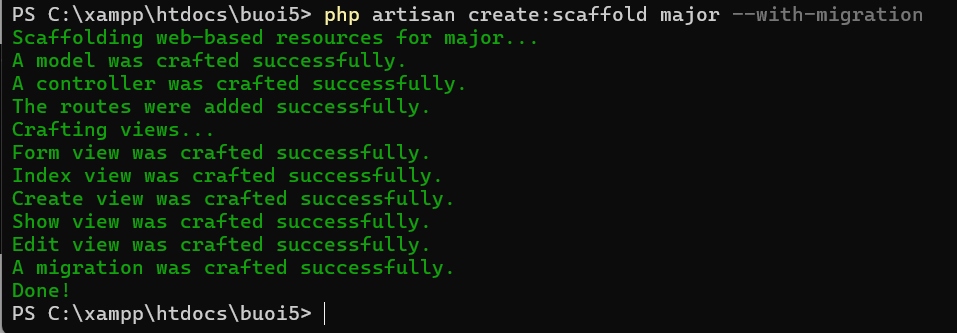 PS C:\xampp\htdocs\buoi5> php artisan create:scaffold major --with-migration
Scaffolding web-based resources for major...
A model was crafted successfully.
A controller was crafted successfully.
The routes were added successfully.
Crafting views...
Form view was crafted successfully.
Index view was crafted successfully.
Create view was crafted successfully.
Show view was crafted successfully.
Edit view was crafted successfully.
A migration was crafted successfully.
Done!
PS C:\xampp\htdocs\buoi5>